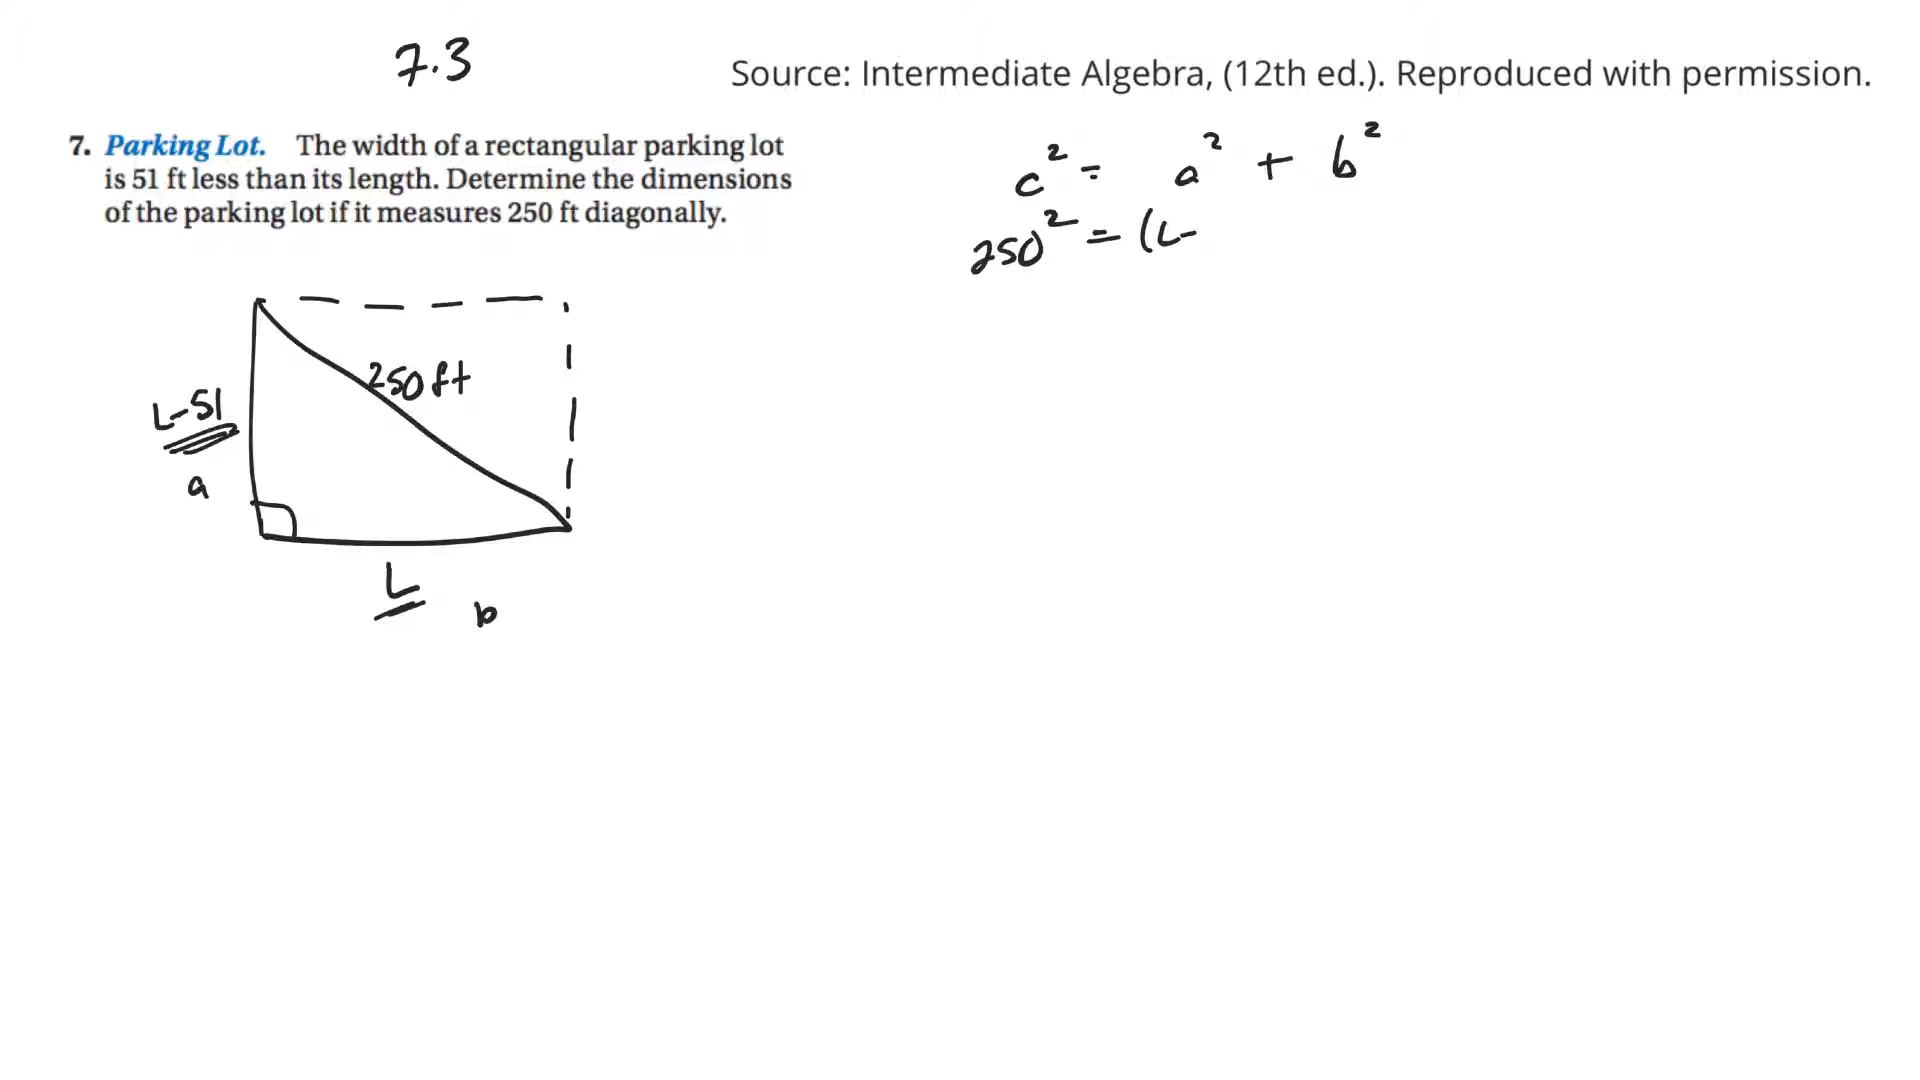 7.3
Source: Intermediate Algebra, (12th ed.). Reproduced with permission.
7. Parking Lot. The width of a rectangular parking lot
is 51 ft less than its length. Determine the dimensions
of the parking lot if it measures 250 ft diagonally.
c² = a² + b²
250² = (L-
250 ft
L-51
a
L
b